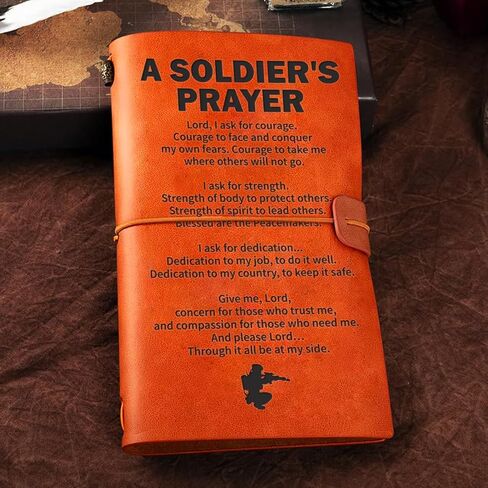 A SOLDIER'S
PRAYER
Lord, I ask for courage.
Courage to face and conquer
my own fears. Courage to take me
where others will not go.
I ask for strength.
Strength of body to protect others.
Strength of spirit to lead others.
Blessed are the Peacemakers.
I ask for dedication...
Dedication to my job, to do it well.
Dedication to my country, to keep it safe.
Give me, Lord,
concern for those who trust me,
and compassion for those who need me.
And please Lord...
Through it all be at my side.